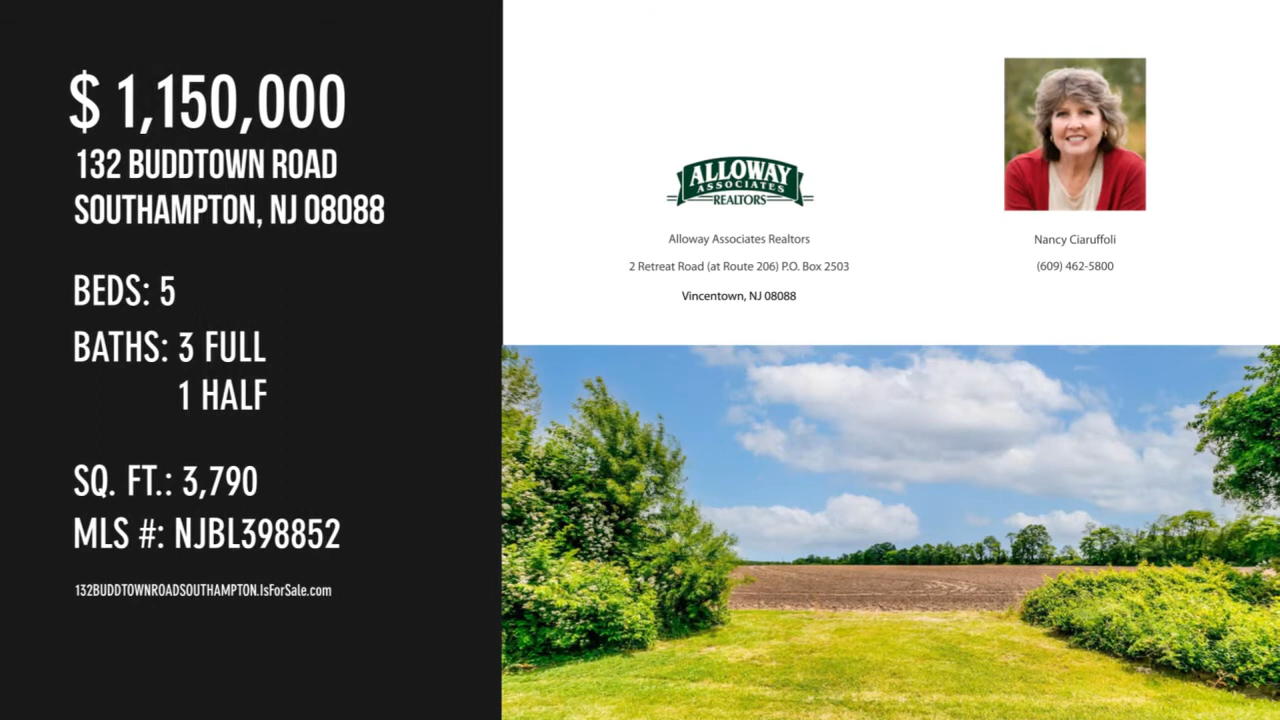 $ 1,150,000
132 BUDDTOWN ROAD
SOUTHAMPTON, NJ 08088
BEDS: 5
BATHS: 3 FULL
1 HALF
SQ. FT.: 3,790
MLS #: NJBL398852
132BUDDTOWNROADSOUTHAMPTON.IsForSale.com
ALLOWAY
ASSOCIATES
REALTORS
Alloway Associates Realtors
2 Retreat Road (at Route 206) P.O. Box 2503
Vincentown, NJ 08088
Nancy Ciaruffoli
(609) 462-5800